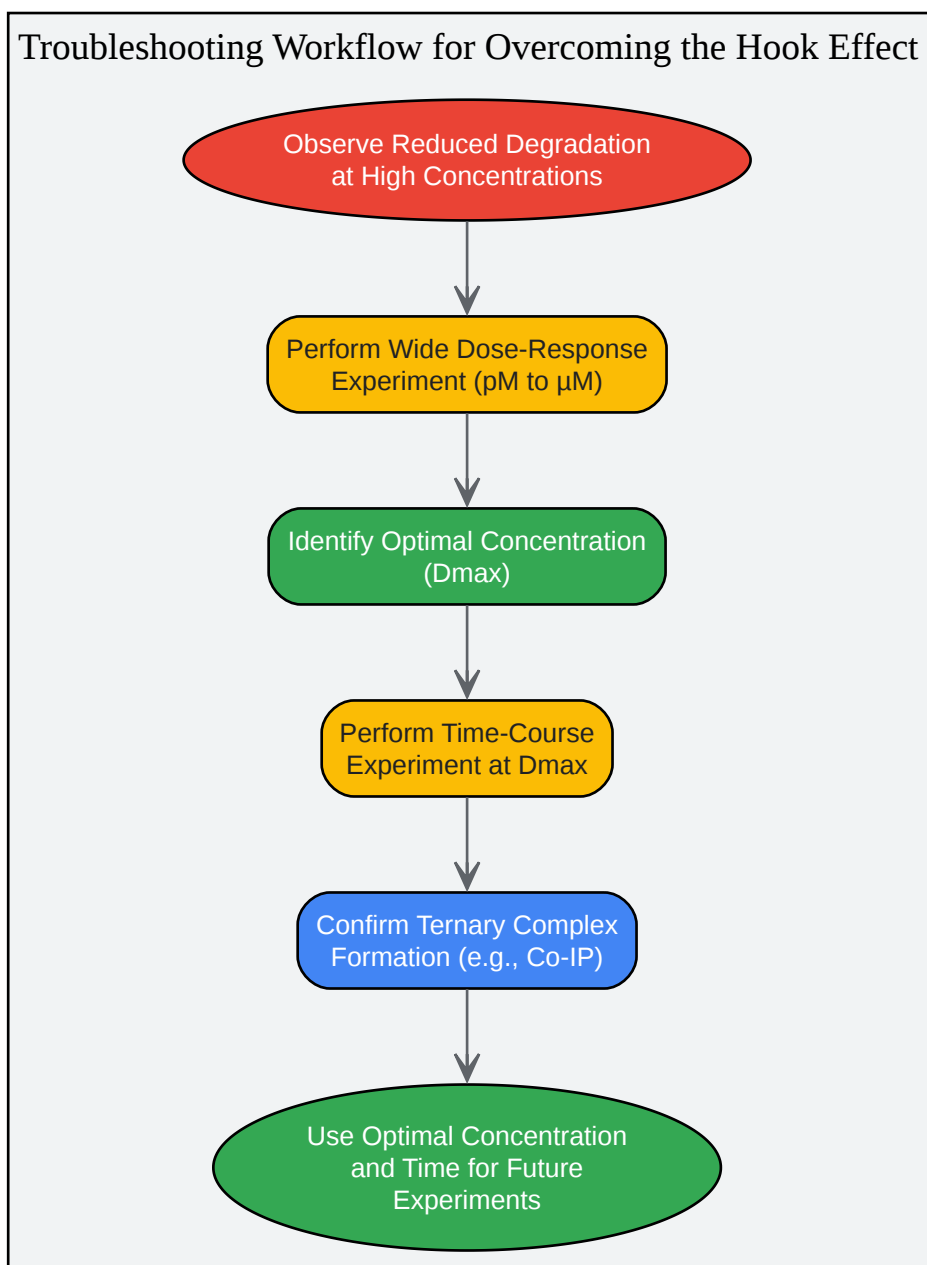 Troubleshooting Workflow for Overcoming the Hook Effect
Observe Reduced Degradation
at High Concentrations
Perform Wide Dose-Response
Experiment (pM to µM)
Identify Optimal Concentration
(Dmax)
Perform Time-Course
Experiment at Dmax
Confirm Ternary Complex
Formation (e.g., Co-IP)
Use Optimal Concentration
and Time for Future
Experiments